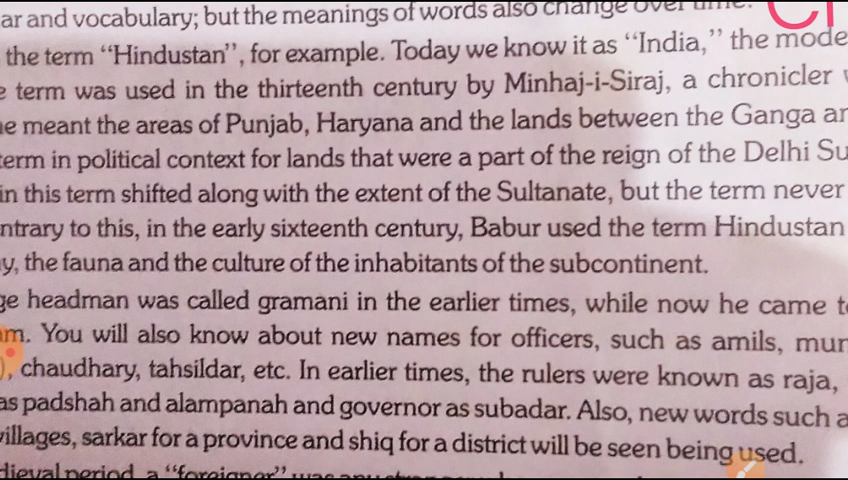 ar and vocabulary; but the meanings of words also change over time.
the term “Hindustan”, for example. Today we know it as “India,” the mode
e term was used in the thirteenth century by Minhaj-i-Siraj, a chronicler
e meant the areas of Punjab, Haryana and the lands between the Ganga an
term in political context for lands that were a part of the reign of the Delhi Su
in this term shifted along with the extent of the Sultanate, but the term never
ntrary to this, in the early sixteenth century, Babur used the term Hindustan
y, the fauna and the culture of the inhabitants of the subcontinent.
ge headman was called gramani in the earlier times, while now he came t
m. You will also know about new names for officers, such as amils, mun
), chaudhary, tahsildar, etc. In earlier times, the rulers were known as raja,
as padshah and alampanah and governor as subadar. Also, new words such a
villages, sarkar for a province and shiq for a district will be seen being used.
dieval period, a “foreigner” was any